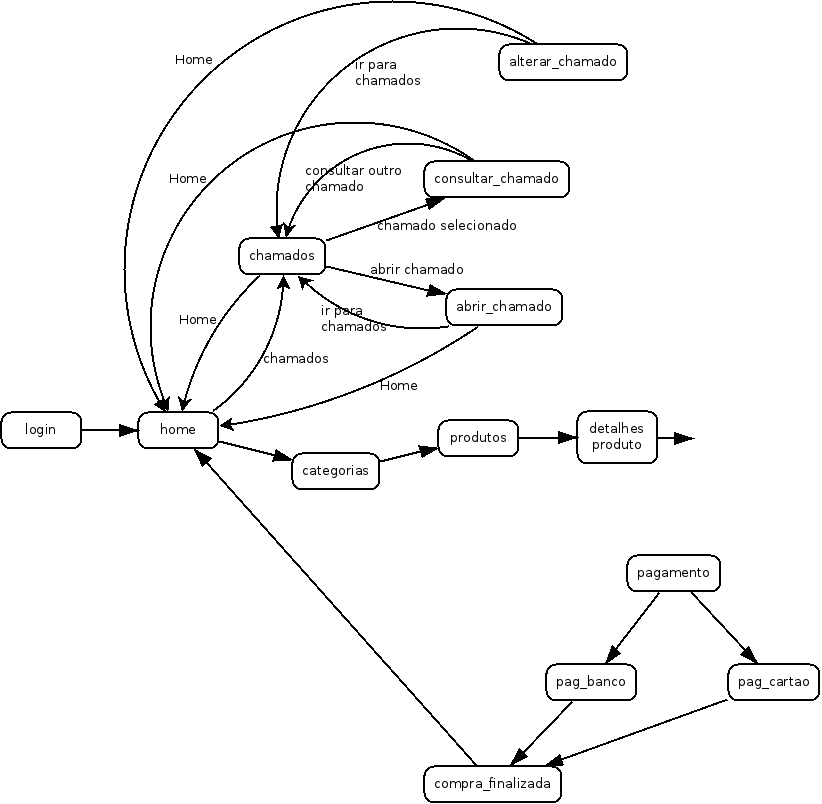 Home
ir para
chamados
alterar_chamado
Home
consultar outro
chamado
consultar_chamado
chamado selecionado
chamados
abrir chamado
abrir_chamado
Home
ir para
chamados
chamados
Home
login
home
categorias
produtos
detalhes
produto
pagamento
pag_banco
pag_cartao
compra_finalizada